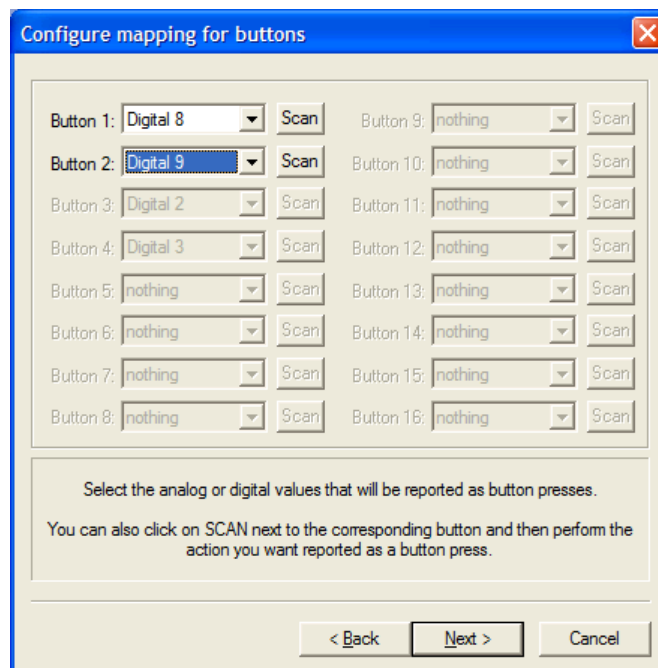 Configure mapping for buttons
Button 1: Digital 8 Scan Button 9: nothing Scan
Button 2: Digital 9 Scan Button 10: nothing Scan
Button 3: Digital 2 Scan Button 11: nothing Scan
Button 4: Digital 3 Scan Button 12: nothing Scan
Button 5: nothing Scan Button 13: nothing Scan
Button 6: nothing Scan Button 14: nothing Scan
Button 7: nothing Scan Button 15: nothing Scan
Button 8: nothing Scan Button 16: nothing Scan
Select the analog or digital values that will be reported as button presses.
You can also click on SCAN next to the corresponding button and then perform the
action you want reported as a button press.
< Back Next > Cancel